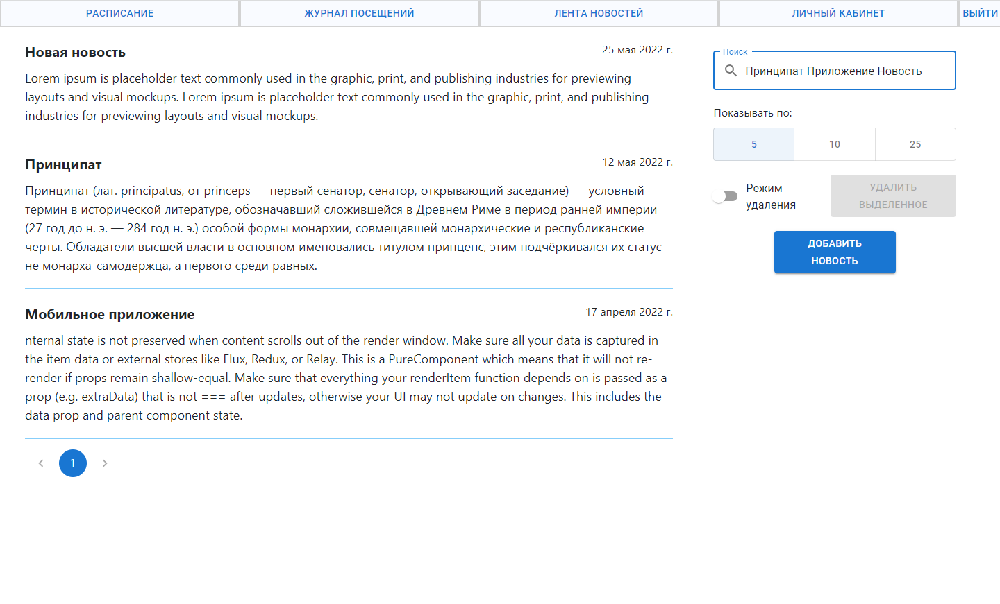 РАСПИСАНИЕ
ЖУРНАЛ ПОСЕЩЕНИЙ
ЛЕНТА НОВОСТЕЙ
ЛИЧНЫЙ КАБИНЕТ
ВЫЙТИ
Новая новость
25 мая 2022 г.
Lorem ipsum is placeholder text commonly used in the graphic, print, and publishing industries for previewing
layouts and visual mockups. Lorem ipsum is placeholder text commonly used in the graphic, print, and publishing
industries for previewing layouts and visual mockups.
Принципат
12 мая 2022 г.
Принципат (лат. principatus, от princeps — первый сенатор, сенатор, открывающий заседание) — условный
термин в исторической литературе, обозначавший сложившейся в Древнем Риме в период ранней империи
(27 год до н. э. — 284 год н. э.) особой формы монархии, совмещавшей монархические и республиканские
черты. Обладатели высшей власти в основном именовались титулом принцепс, этим подчёркивался их статус
не монарха-самодержца, а первого среди равных.
Мобильное приложение
17 апреля 2022 г.
nternal state is not preserved when content scrolls out of the render window. Make sure all your data is captured in
the item data or external stores like Flux, Redux, or Relay. This is a PureComponent which means that it will not re-
render if props remain shallow-equal. Make sure that everything your renderItem function depends on is passed as a
prop (e.g. extraData) that is not === after updates, otherwise your UI may not update on changes. This includes the
data prop and parent component state.
1
Поиск
Принципат Приложение Новость
Показывать по:
5
10
25
Режим
удаления
УДАЛИТЬ
ВЫДЕЛЕННОЕ
ДОБАВИТЬ
НОВОСТЬ